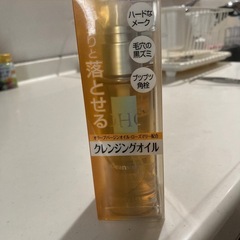 ハードな
メーク
毛穴の
黒ズミ
ブツブツ
角栓
りと落とせる
オリーブバージンオイル・ローズマリー配合
クレンジングオイル